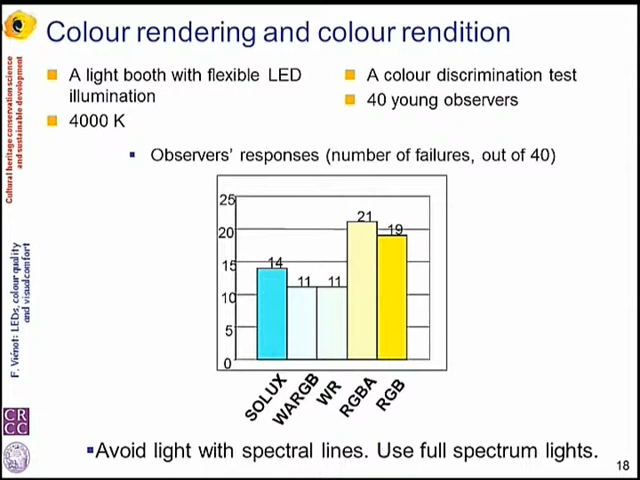 Colour rendering and colour rendition
A light booth with flexible LED
illumination
4000 K
A colour discrimination test
40 young observers
Observers' responses (number of failures, out of 40)
25
20
15
10
5
0
14
11
11
21
19
SOLUX
WARGB
WR
RGBA
RGB
Avoid light with spectral lines. Use full spectrum lights.
Cultural heritage conservation science
and sustainable development
F. Viénot: LEDs, colour quality
and visual comfort
CR
CC
18